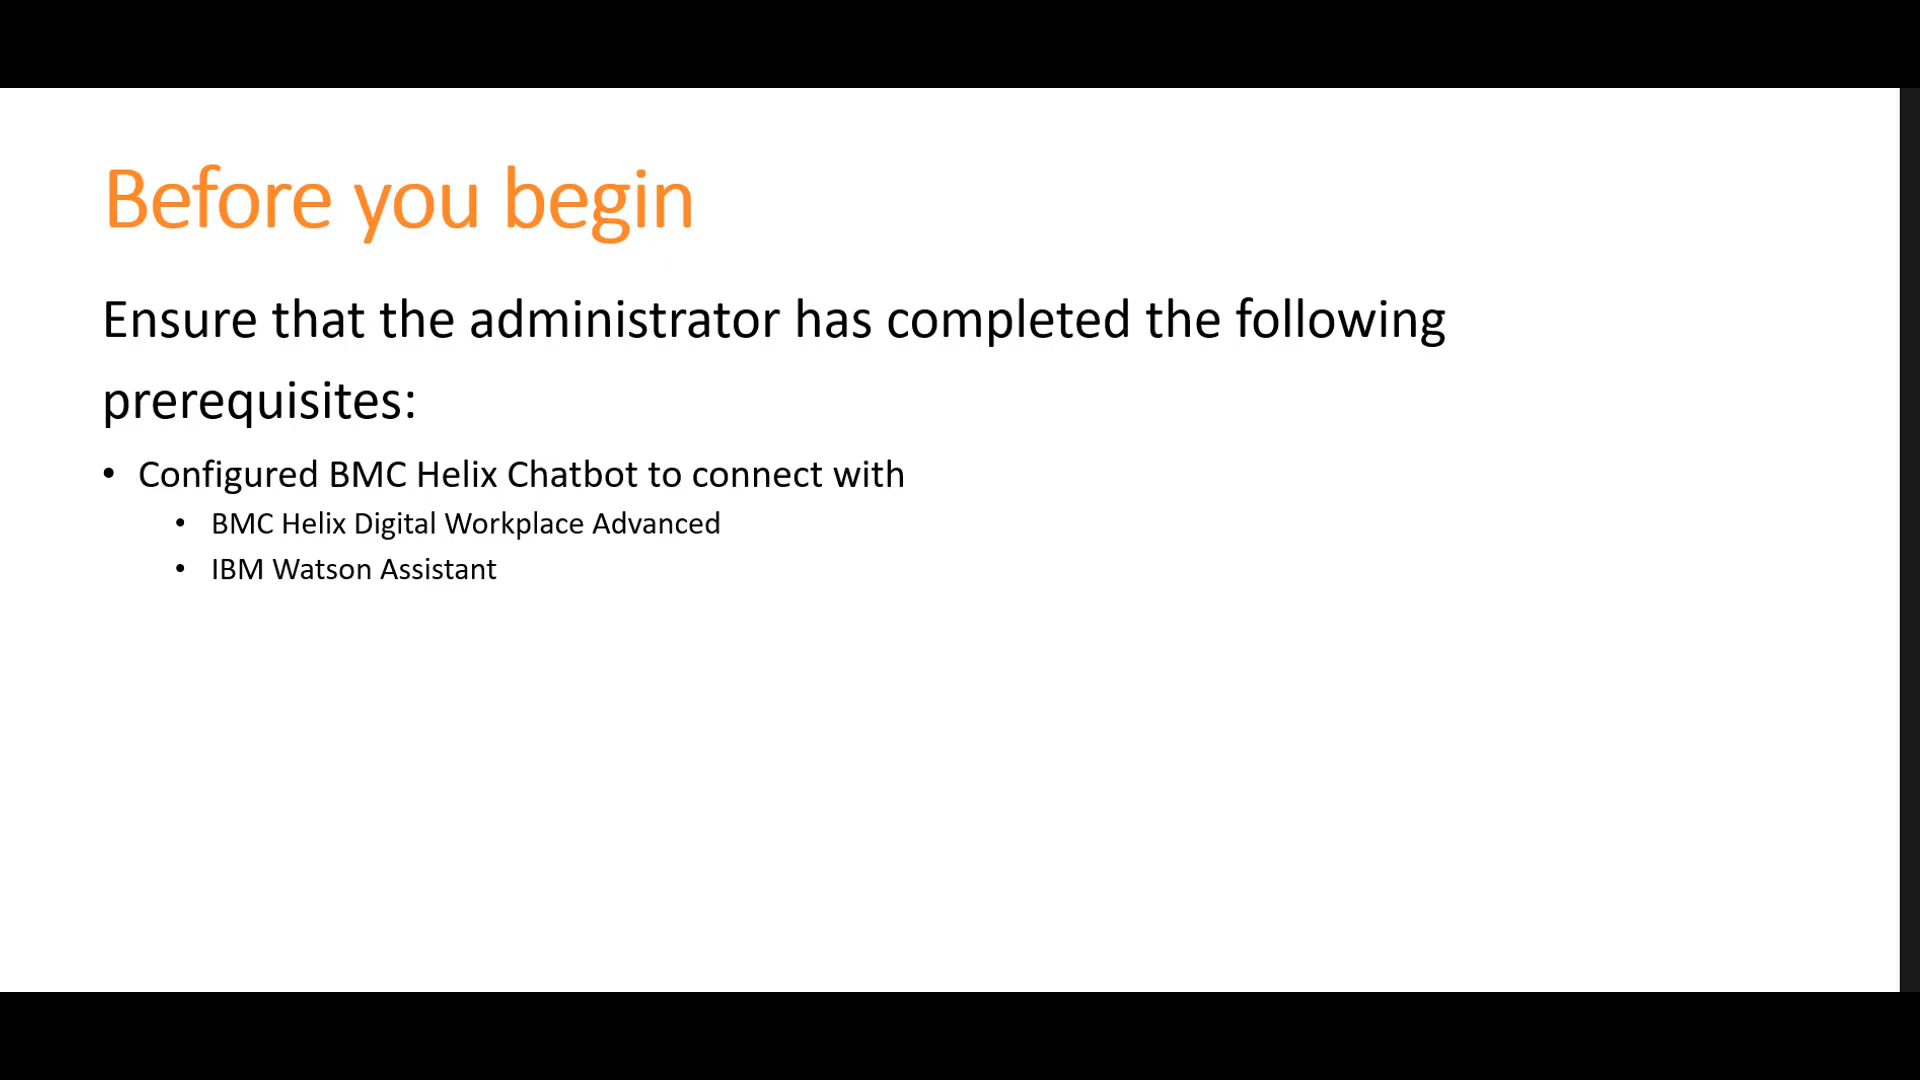 Before you begin
Ensure that the administrator has completed the following
prerequisites:
• Configured BMC Helix Chatbot to connect with
• BMC Helix Digital Workplace Advanced
• IBM Watson Assistant